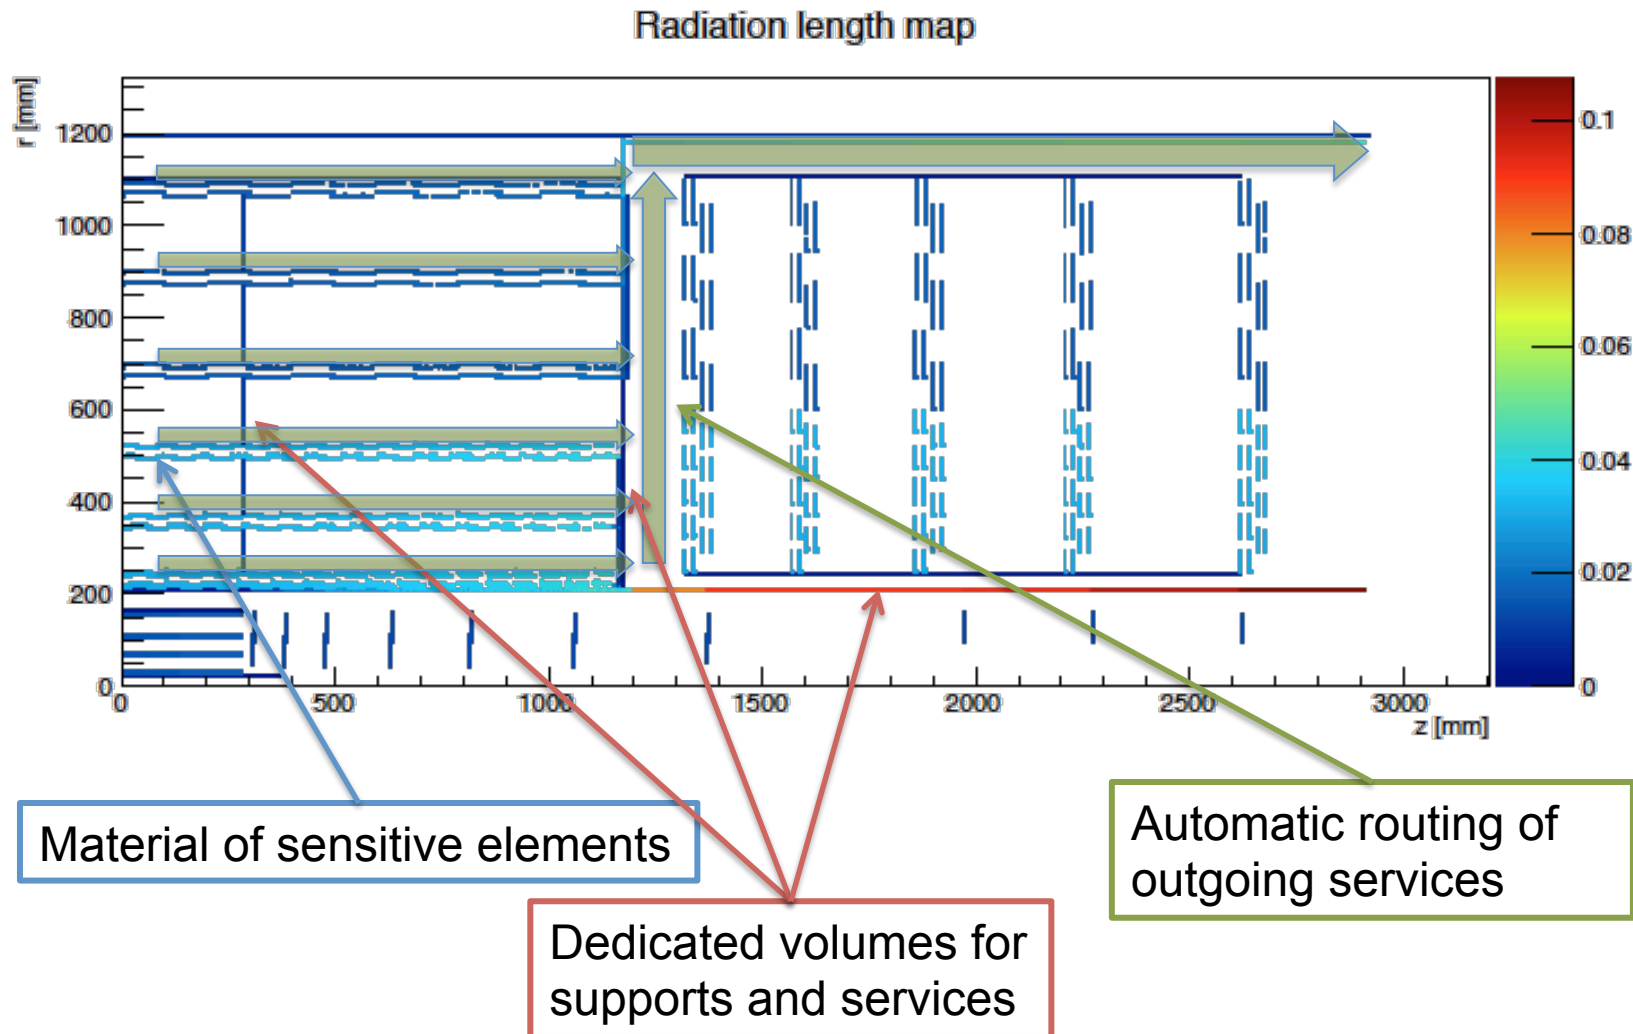 Radiation length map
r [mm]
1200
1000
800
600
400
200
0
0
500
1000
1500
2000
2500
3000
z [mm]
0.1
0.08
0.06
0.04
0.02
0
Material of sensitive elements
Dedicated volumes for
supports and services
Automatic routing of
outgoing services